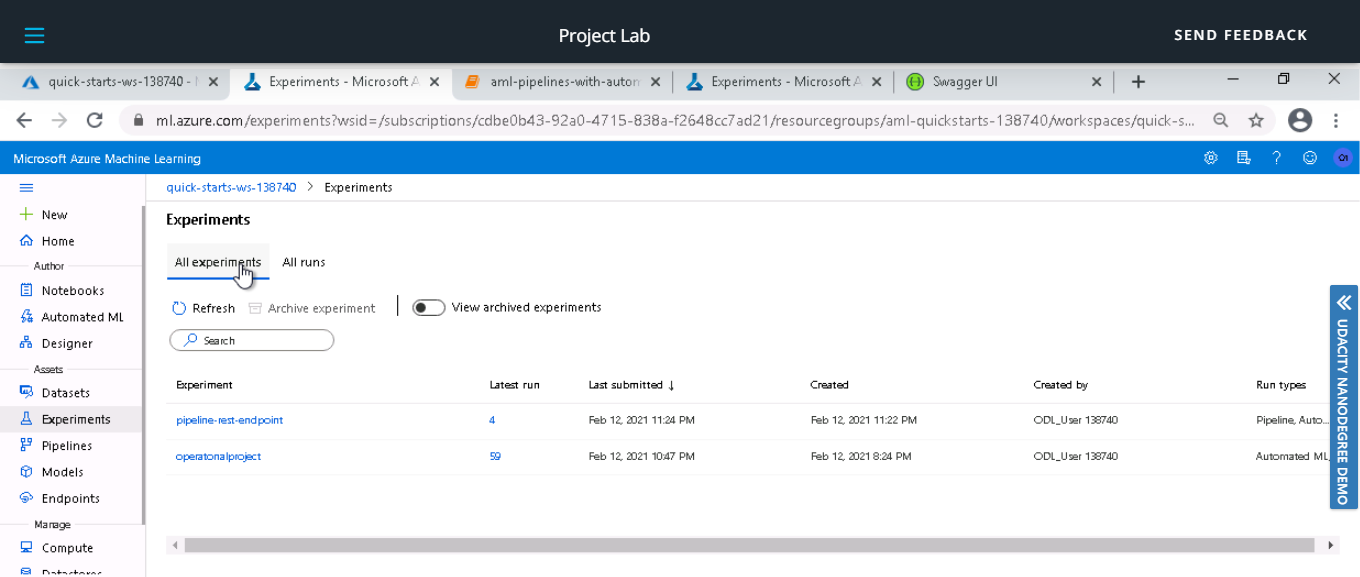 Project Lab
SEND FEEDBACK
quick-starts-ws-138740 -
Experiments - Microsoft A
aml-pipelines-with-autom
Experiments - Microsoft A
Swagger UI
ml.azure.com/experiments?wsid=/subscriptions/cdbe0b43-92a0-4715-838a-f2648cc7ad21/resourcegroups/aml-quickstarts-138740/workspaces/quick-s...
Microsoft Azure Machine Learning
quick-starts-ws-138740 > Experiments
New
Home
Author
Notebooks
Automated ML
Designer
Assets
Datasets
Experiments
Pipelines
Models
Endpoints
Manage
Compute
Datastores
Experiments
All experiments All runs
Refresh Archive experiment View archived experiments
Search
Experiment Latest run Last submitted ↓ Created Created by Run types
pipeline-rest-endpoint 4 Feb 12, 2021 11:24 PM Feb 12, 2021 11:22 PM ODL_User 138740 Pipeline, Auto...
operatonalproject 59 Feb 12, 2021 10:47 PM Feb 12, 2021 8:24 PM ODL_User 138740 Automated ML,
UDACITY NANODEGREE DEMO